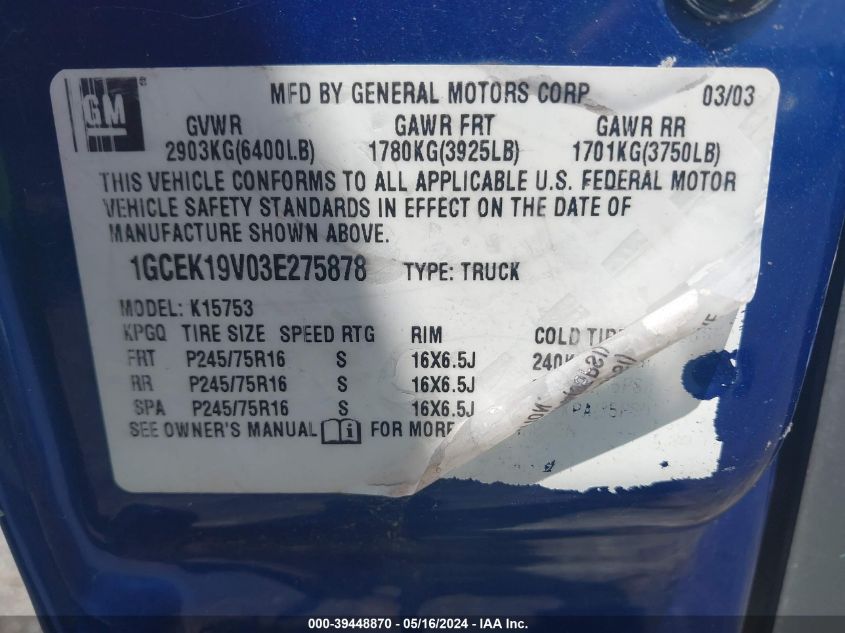 GM
MFD BY GENERAL MOTORS CORP 03/03
GVWR GAWR FRT GAWR RR
2903KG(6400LB) 1780KG(3925LB) 1701KG(3750LB)
THIS VEHICLE CONFORMS TO ALL APPLICABLE U.S. FEDERAL MOTOR
VEHICLE SAFETY STANDARDS IN EFFECT ON THE DATE OF
MANUFACTURE SHOWN ABOVE.
1GCEK19V03E275878 TYPE: TRUCK
MODEL: K15753
KPGQ TIRE SIZE SPEED RTG RIM COLD TIRE
FRT P245/75R16 S 16X6.5J 240K
RR P245/75R16 S 16X6.5J
SPA P245/75R16 S 16X6.5J
SEE OWNER'S MANUAL FOR MORE
000-39448870 - 05/16/2024 - IAA Inc.